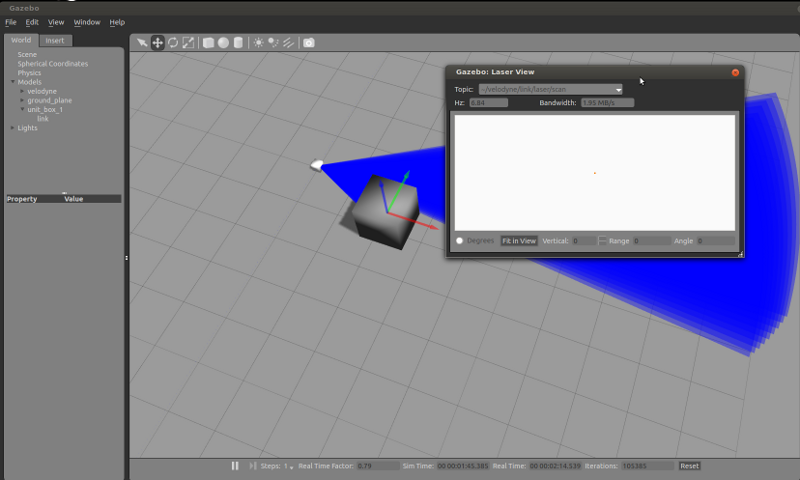 Gazebo
File Edit View Window Help
World Insert
Scene
Spherical Coordinates
Physics
Models
velodyne
ground_plane
unit_box_1
link
Lights
Property Value
Gazebo: Laser View
Topic: ~/velodyne/link/laser/scan
Hz: 6.84 Bandwidth: 1.95 MB/s
Degrees Fit in View Vertical: 0 Range 0 Angle 0
Steps: 1 Real Time Factor: 0.79 Sim Time: 00 00:01:45.385 Real Time: 00 00:02:14.539 Iterations: 105385 Reset